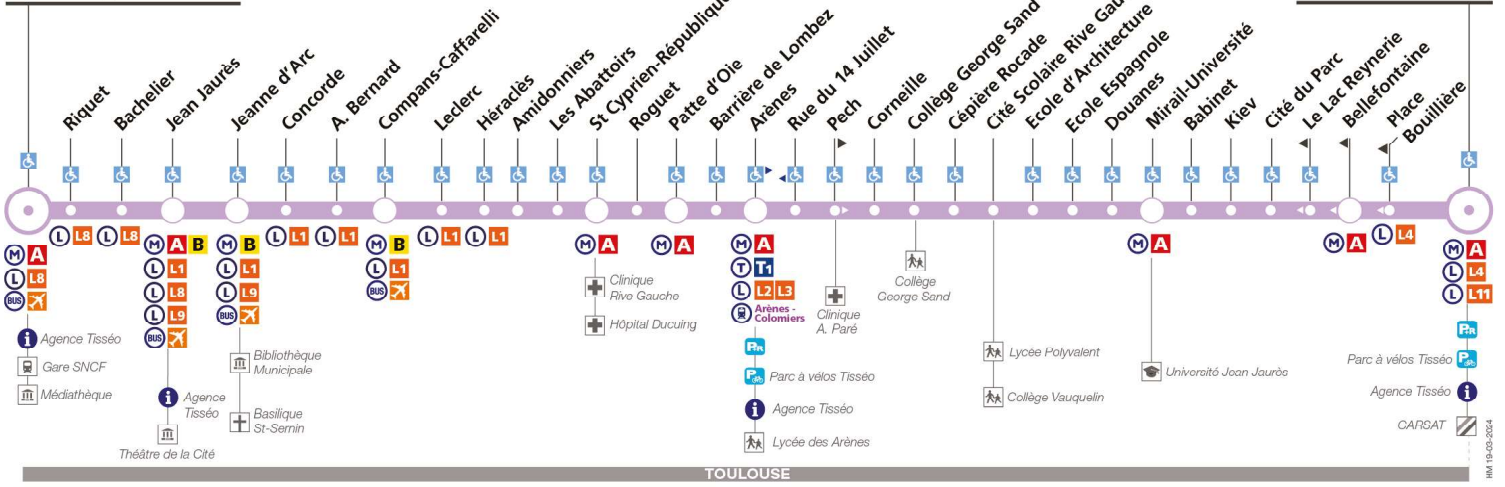 Riquet
Bachelier
Jean Jaurès
Jeanne d'Arc
Concorde
A. Bernard
Compans-Caffarelli
Leclerc
Héraclès
Amidonniers
Les Abattoirs
St Cyprien-République
Roguet
Patte d'Oie
Barrière de Lombez
Arènes
Rue du 14 Juillet
Pech
Corneille
Collège George Sand
Cépière Rocade
Cité Scolaire Rive Gau
Ecole d'Architecture
Ecole Espagnole
Douanes
Mirail-Université
Babinet
Kiev
Cité du Parc
Le Lac Reynerie
Bellefontaine
Place
Bouillière
M A
L L8
BUS
i Agence Tisséo
Gare SNCF
Médiathèque
L L8
L L8
M A B
L L1
L L8
L L9
BUS
i Agence
Tisséo
Théâtre de la Cité
M B
L L1
L L9
BUS
Bibliothèque
Municipale
Basilique
St-Sernin
L L1
L L1
M B
L L1
BUS
L L1
L L1
M A
Clinique
Rive Gauche
Hôpital Ducuing
M A
M A
T T1
L L2 L3
Arènes -
Colomiers
P+R
P Parc à vélos Tisséo
i Agence Tisséo
Lycée des Arènes
Clinique
A. Paré
Collège
George Sand
Lycée Polyvalent
Collège Vauquelin
M A
Université Jean Jaurès
M A
L L4
M A
L L4
L L11
P+R
Parc à vélos Tisséo P
Agence Tisséo i
CARSAT
HM 19-03-2024
TOULOUSE